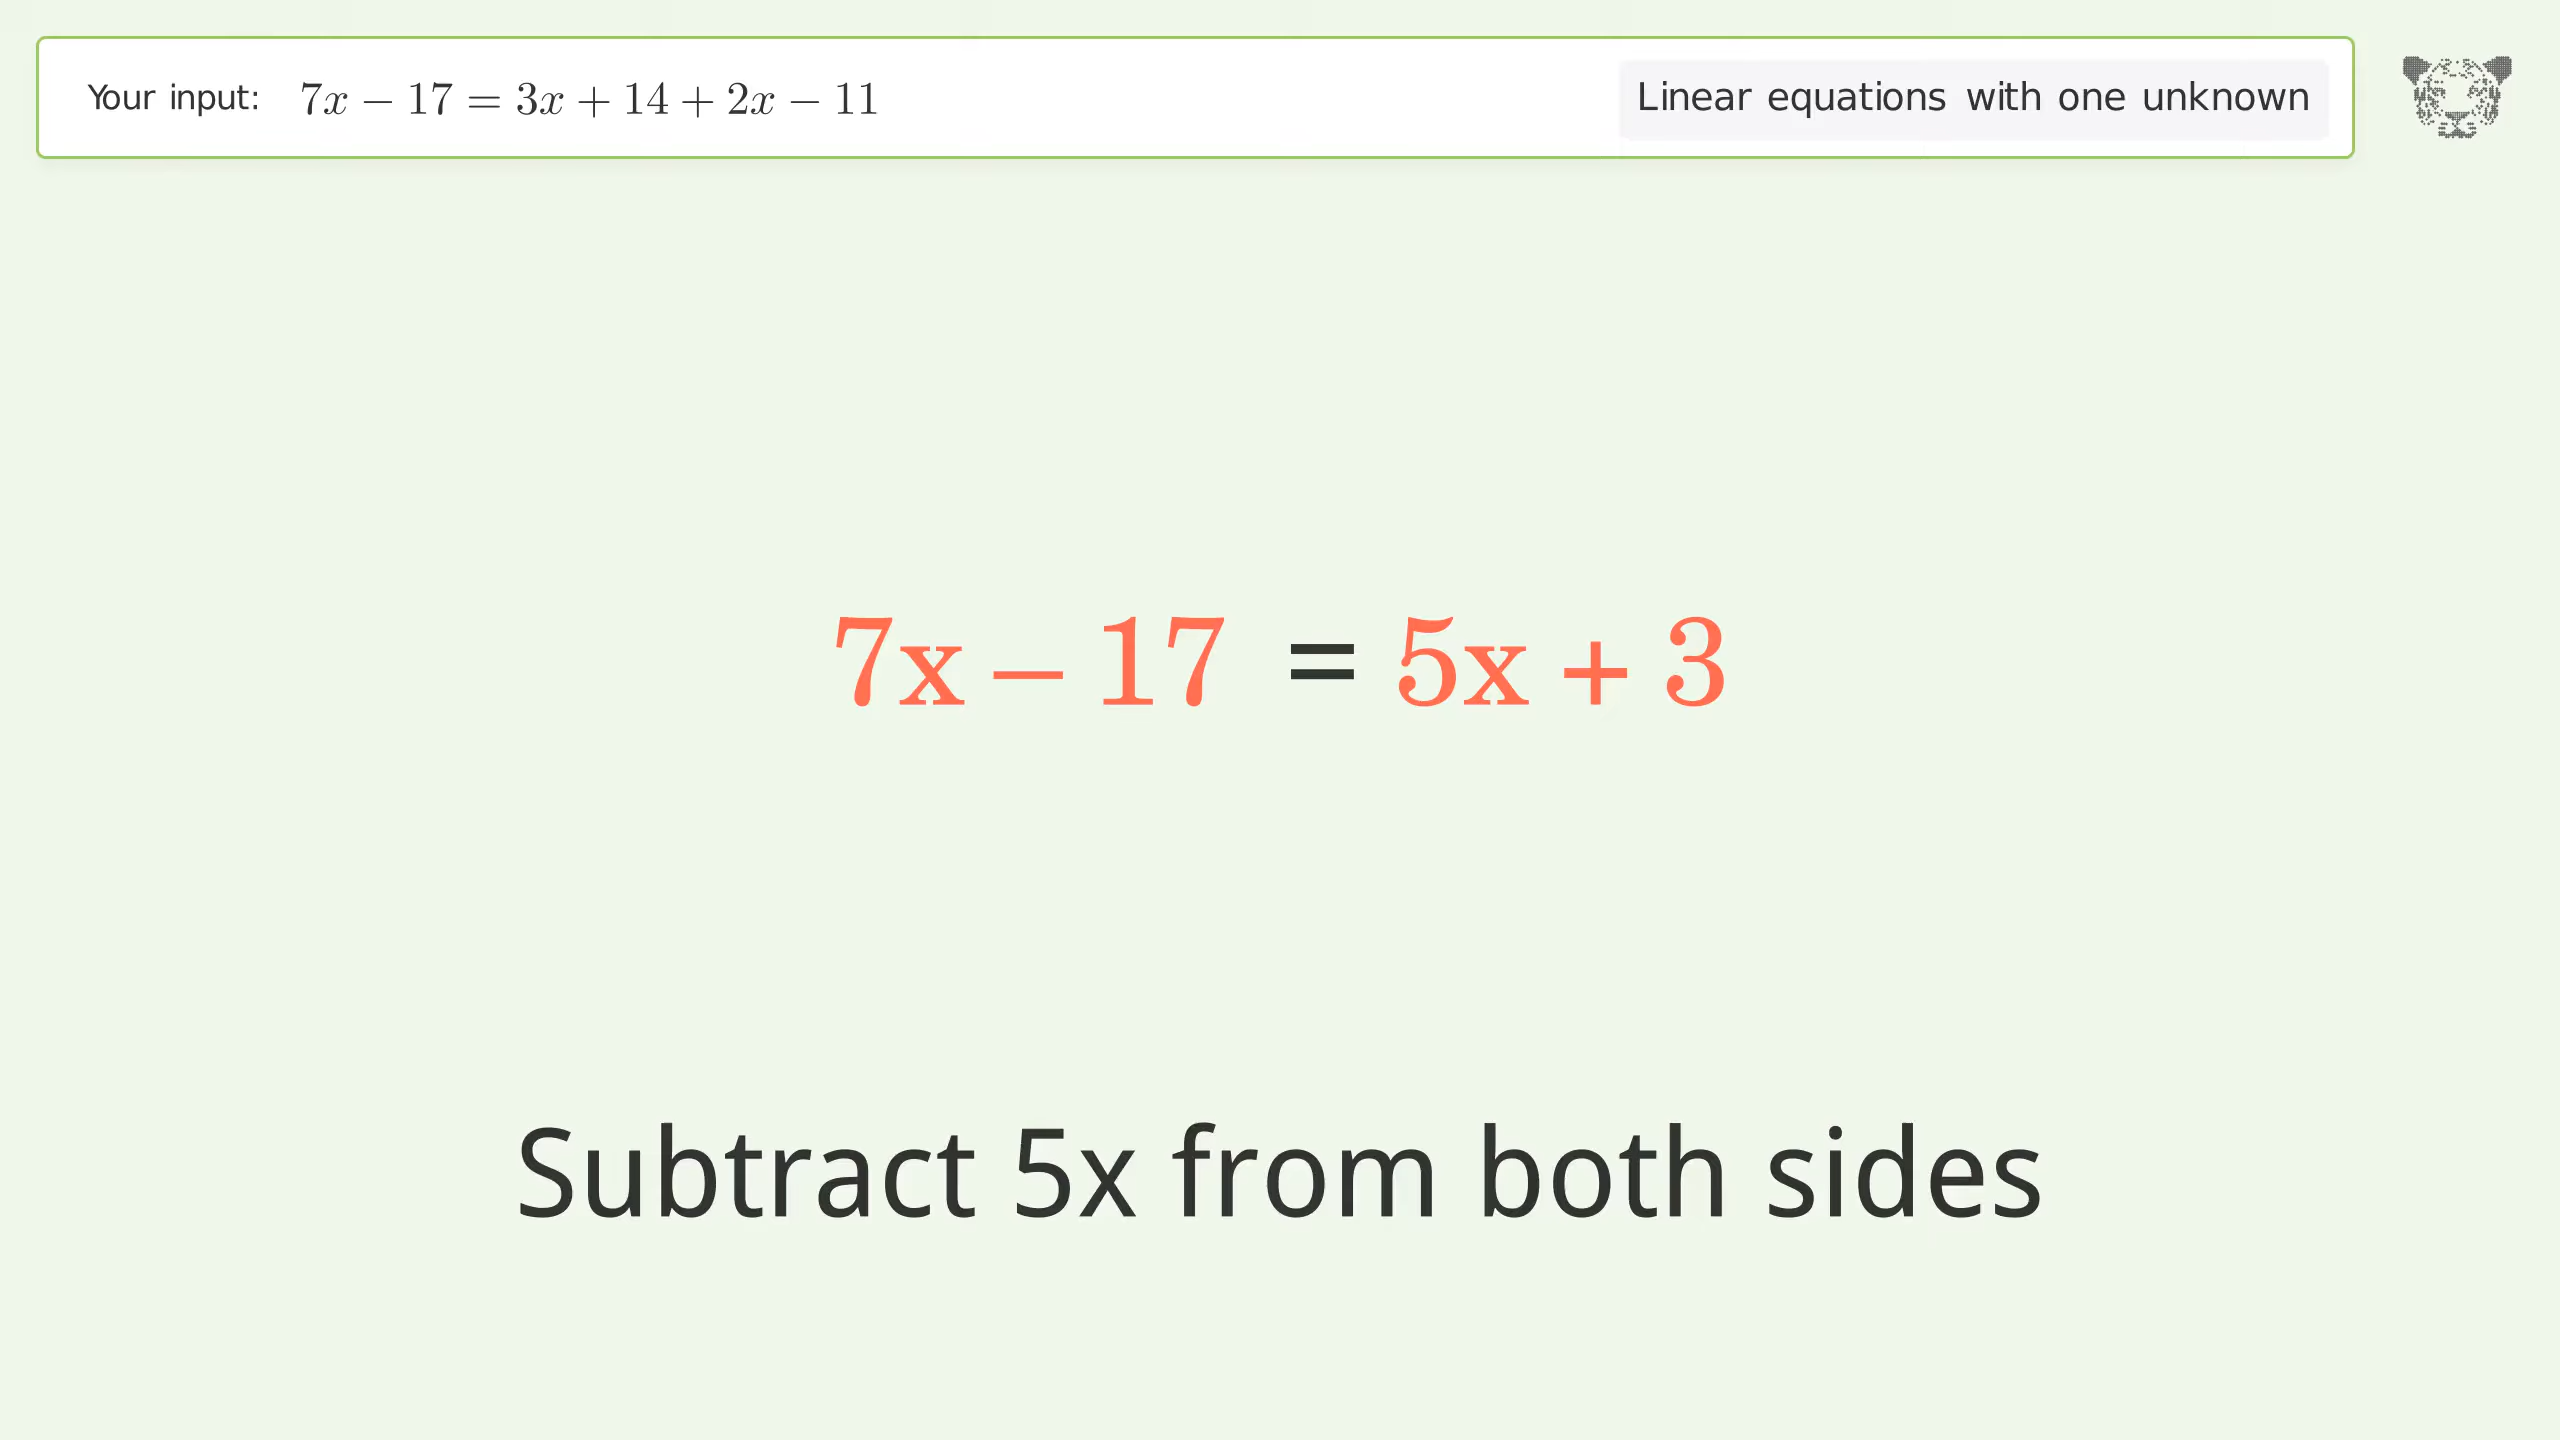 Your input: 7x − 17 = 3x + 14 + 2x − 11
Linear equations with one unknown
7x − 17 = 5x + 3
Subtract 5x from both sides